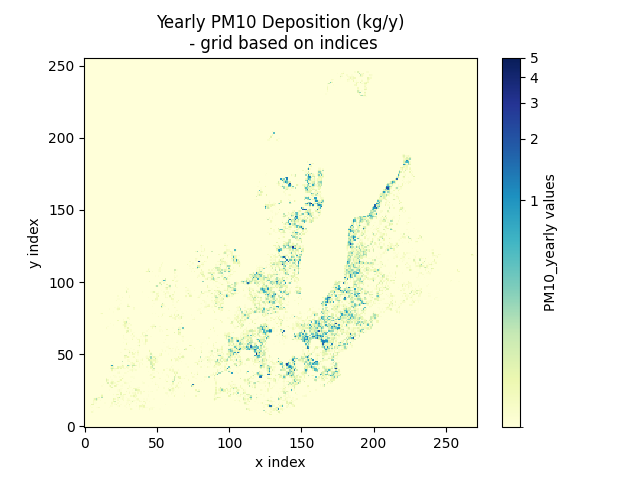 Yearly PM10 Deposition (kg/y)
- grid based on indices
250
200
150
100
50
0
y index
0 50 100 150 200 250
x index
5
4
3
2
1
PM10_yearly values